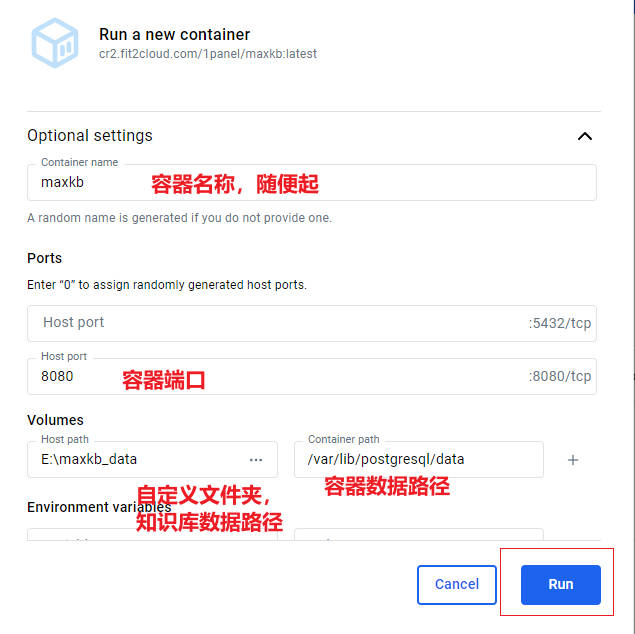 Run a new container
cr2.fit2cloud.com/1panel/maxkb:latest
Optional settings
Container name
maxkb
容器名称，随便起
A random name is generated if you do not provide one.
Ports
Enter “0” to assign randomly generated host ports.
Host port
:5432/tcp
Host port
8080
容器端口
:8080/tcp
Volumes
Host path
E:\maxkb_data
Container path
/var/lib/postgresql/data
自定义文件夹，
知识库数据路径
容器数据路径
Environment variables
Cancel
Run